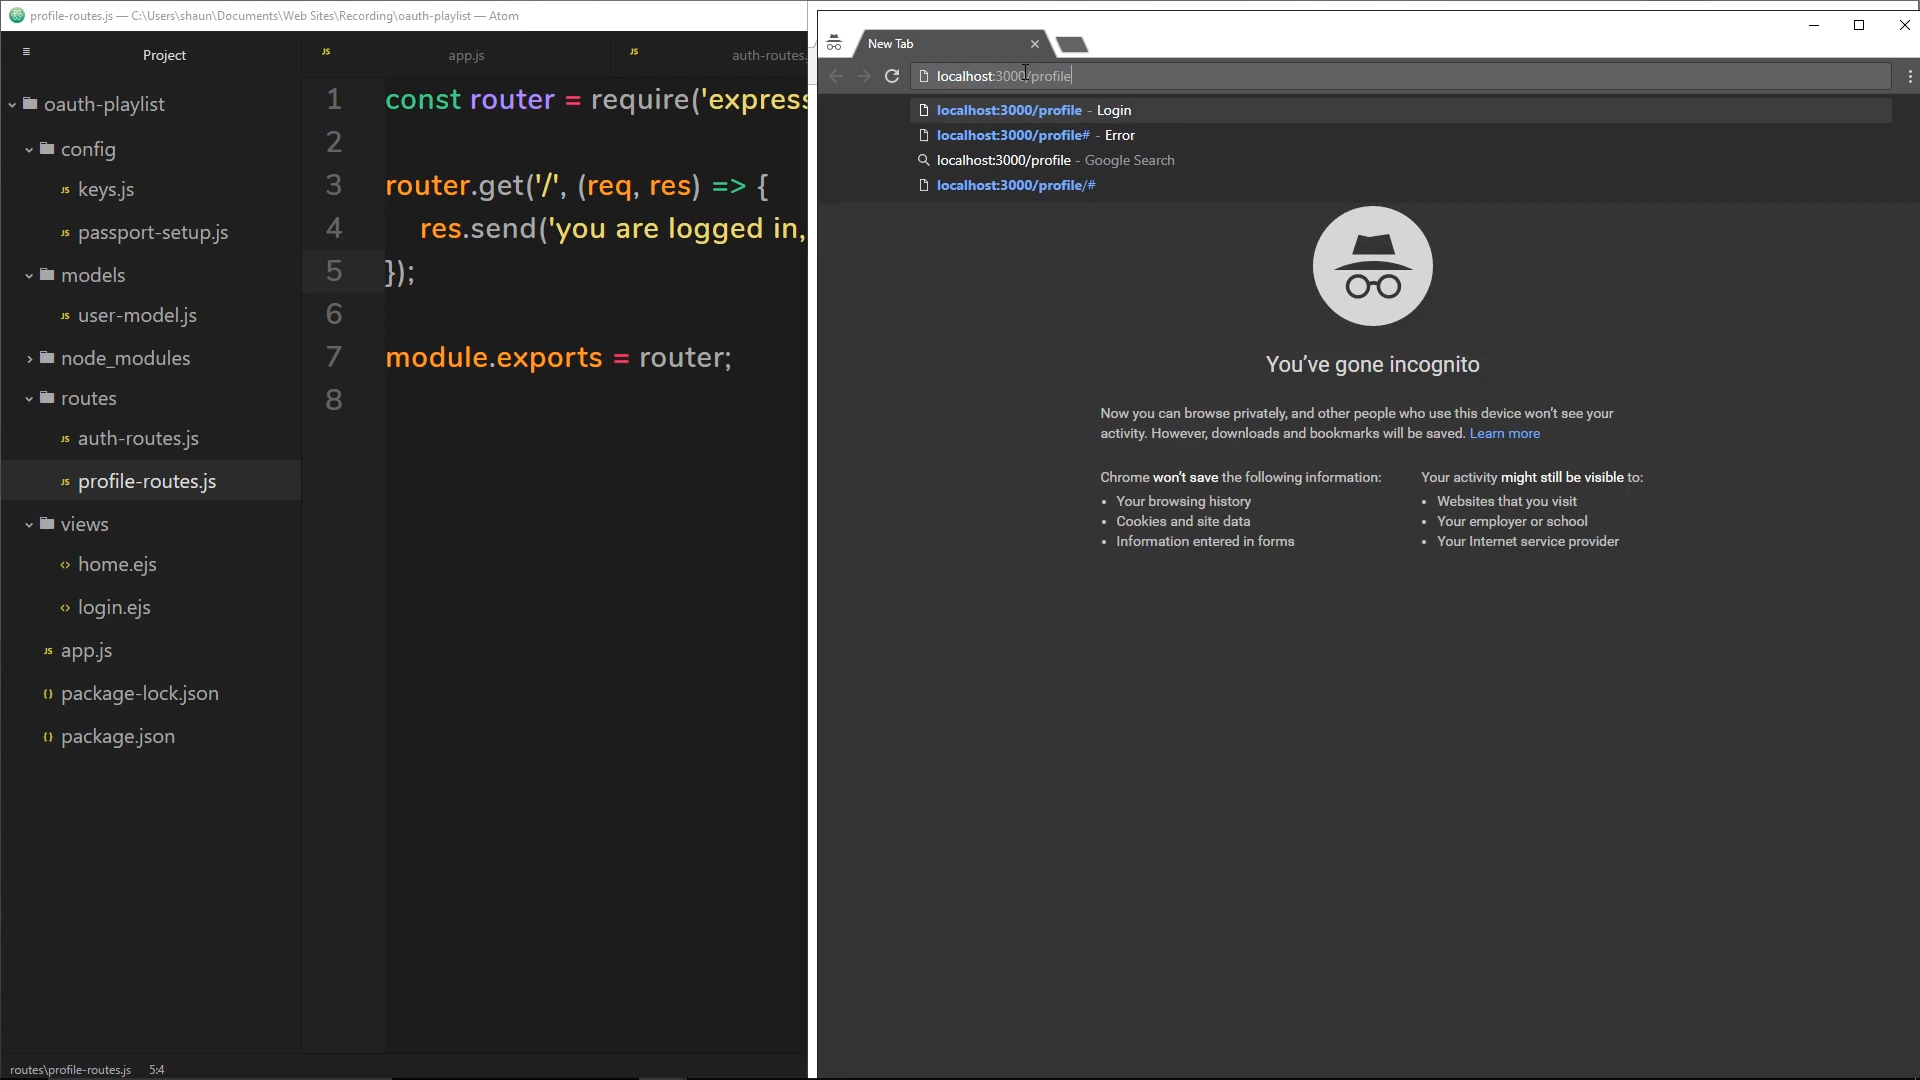 profile-routes.js — C:\Users\shaun\Documents\Web Sites\Recording\oauth-playlist — Atom
Project
oauth-playlist
config
JS keys.js
JS passport-setup.js
models
JS user-model.js
node_modules
routes
JS auth-routes.js
JS profile-routes.js
views
<> home.ejs
<> login.ejs
JS app.js
{} package-lock.json
{} package.json
routes\profile-routes.js 5:4
JS app.js
JS auth-routes.
1 const router = require('express
2
3 router.get('/', (req, res) => {
4 res.send('you are logged in,
5 });
6
7 module.exports = router;
8
New Tab
localhost:3000/profile
localhost:3000/profile - Login
localhost:3000/profile# - Error
localhost:3000/profile - Google Search
localhost:3000/profile/#
You've gone incognito
Now you can browse privately, and other people who use this device won't see your
activity. However, downloads and bookmarks will be saved. Learn more
Chrome won't save the following information:
• Your browsing history
• Cookies and site data
• Information entered in forms
Your activity might still be visible to:
• Websites that you visit
• Your employer or school
• Your Internet service provider